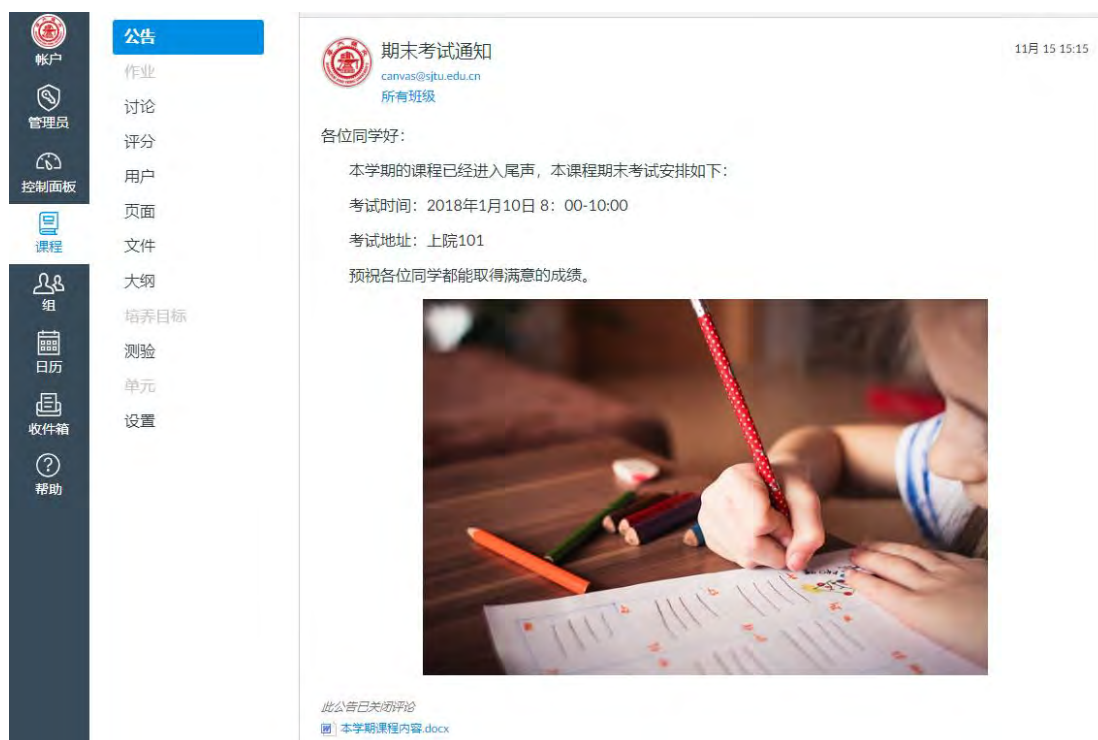 帐户
管理员
控制面板
课程
组
日历
收件箱
帮助
公告
作业
讨论
评分
用户
页面
文件
大纲
培养目标
测验
单元
设置
期末考试通知
11月 15 15:15
canvas@sjtu.edu.cn
所有班级
各位同学好：
本学期的课程已经进入尾声，本课程期末考试安排如下：
考试时间：2018年1月10日 8：00-10:00
考试地址：上院101
预祝各位同学都能取得满意的成绩。
此公告已关闭评论
本学期课程内容.docx